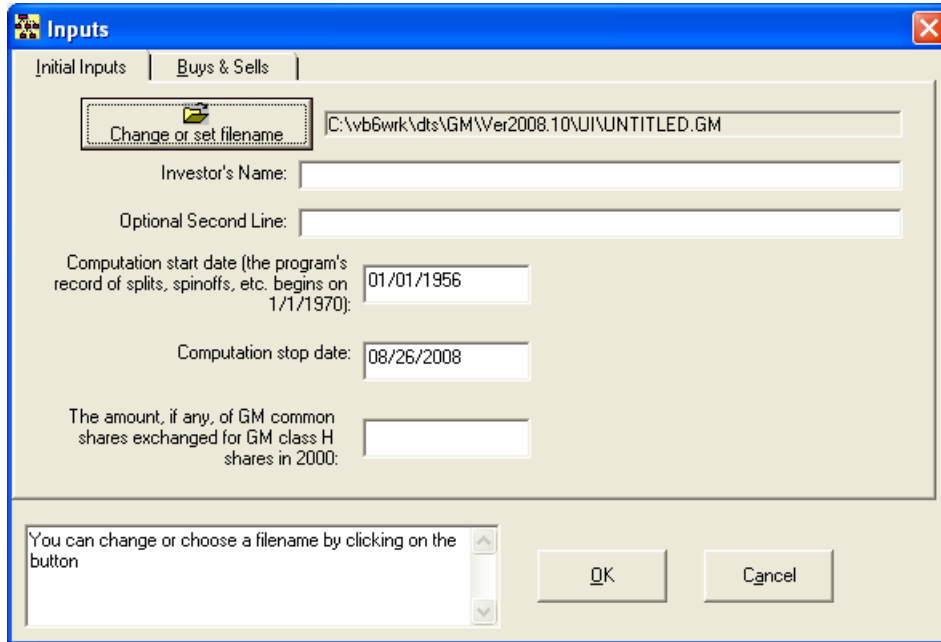 Inputs
Initial Inputs
Buys & Sells
Change or set filename
C:\vb6wrk\dts\GM\Ver2008.10\UI\UNTITLED.GM
Investor's Name:
Optional Second Line:
Computation start date (the program's
record of splits, spinoffs, etc. begins on
1/1/1970):
01/01/1956
Computation stop date:
08/26/2008
The amount, if any, of GM common
shares exchanged for GM class H
shares in 2000:
You can change or choose a filename by clicking on the
button
OK
Cancel